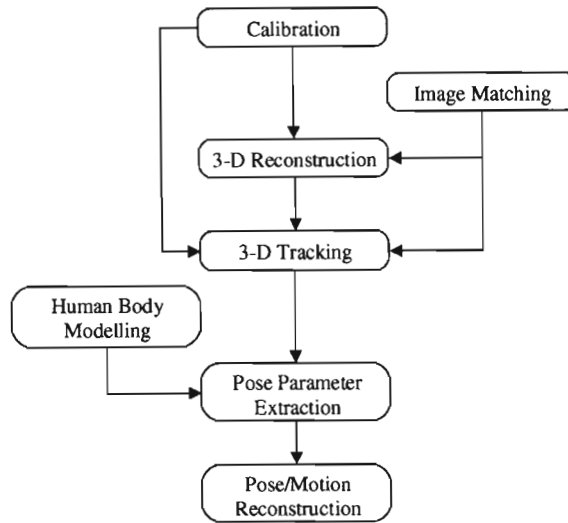 Calibration
Image Matching
3-D Reconstruction
3-D Tracking
Human Body
Modelling
Pose Parameter
Extraction
Pose/Motion
Reconstruction